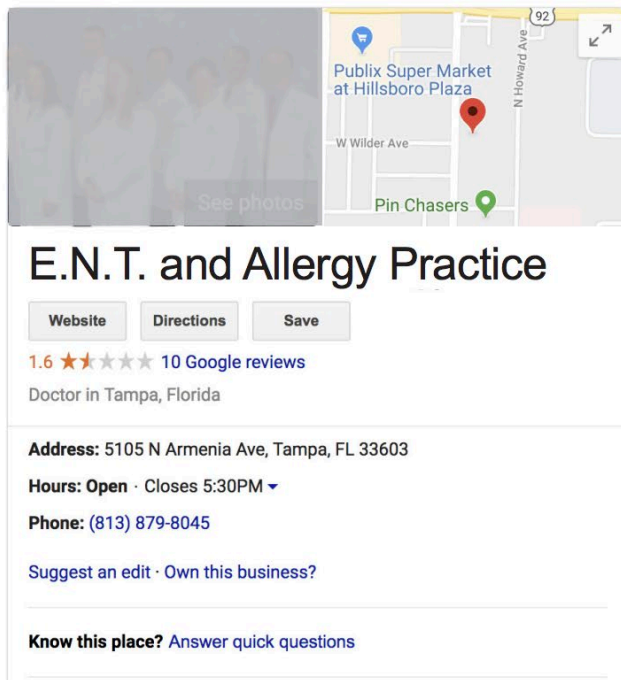 92
Publix Super Market
at Hillsboro Plaza
N Howard Ave
W Wilder Ave
See photos
Pin Chasers
E.N.T. and Allergy Practice
Website
Directions
Save
1.6 10 Google reviews
Doctor in Tampa, Florida
Address: 5105 N Armenia Ave, Tampa, FL 33603
Hours: Open · Closes 5:30PM
Phone: (813) 879-8045
Suggest an edit · Own this business?
Know this place? Answer quick questions